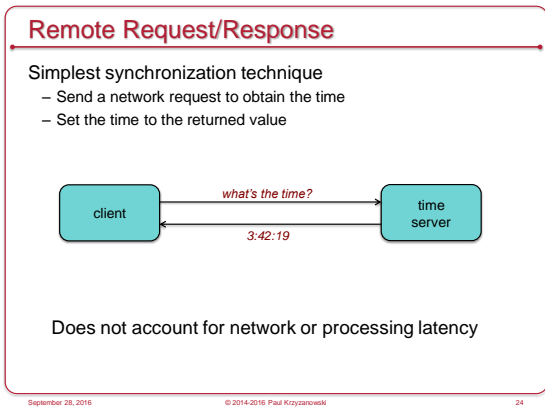 Remote Request/Response
Simplest synchronization technique
– Send a network request to obtain the time
– Set the time to the returned value
what's the time?
client
time
server
3:42:19
Does not account for network or processing latency
September 28, 2016
© 2014-2016 Paul Krzyzanowski
24